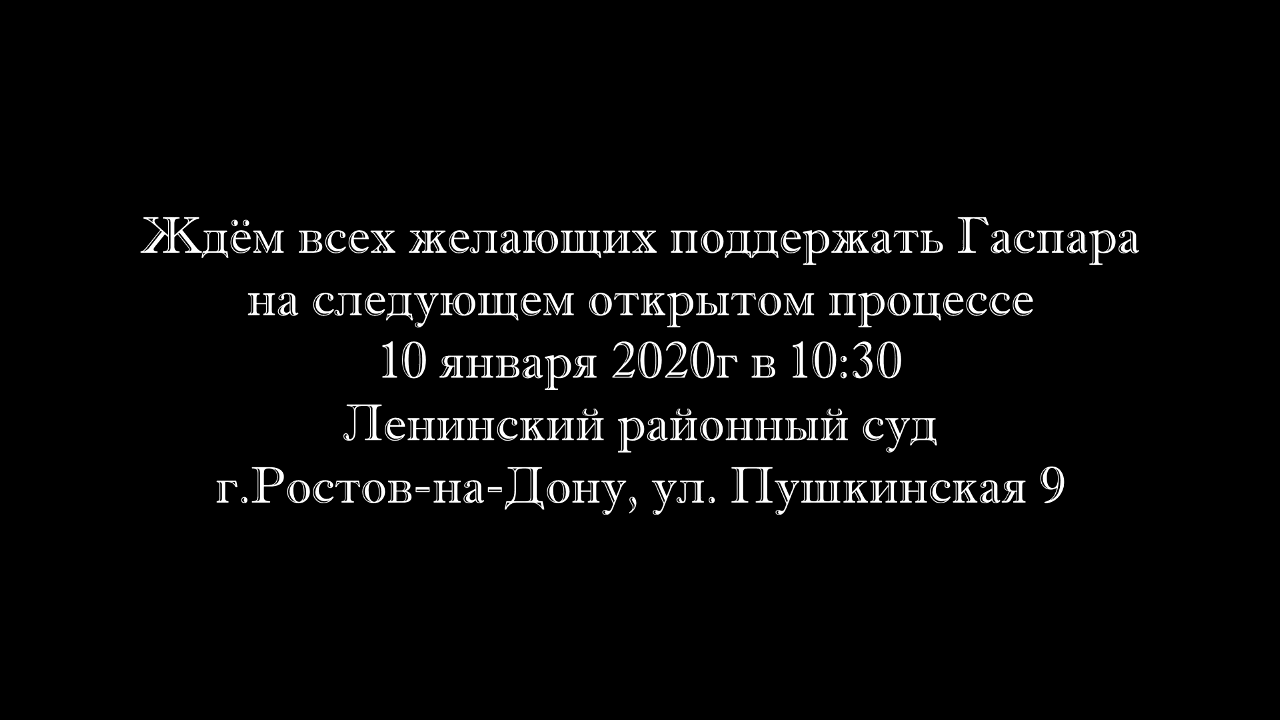 Ждём всех желающих поддержать Гаспара
на следующем открытом процессе
10 января 2020г в 10:30
Ленинский районный суд
г.Ростов-на-Дону, ул. Пушкинская 9